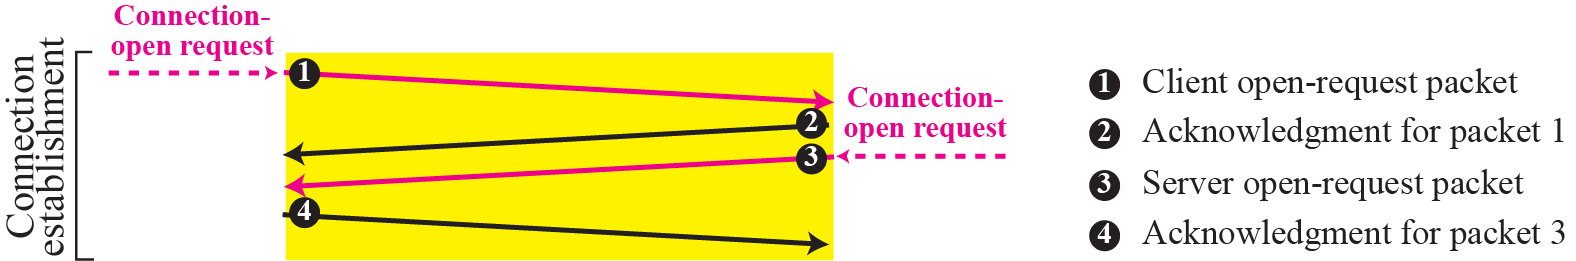 Connection
establishment
Connection-
open request
1
2
3
4
Connection-
open request
1 Client open-request packet
2 Acknowledgment for packet 1
3 Server open-request packet
4 Acknowledgment for packet 3